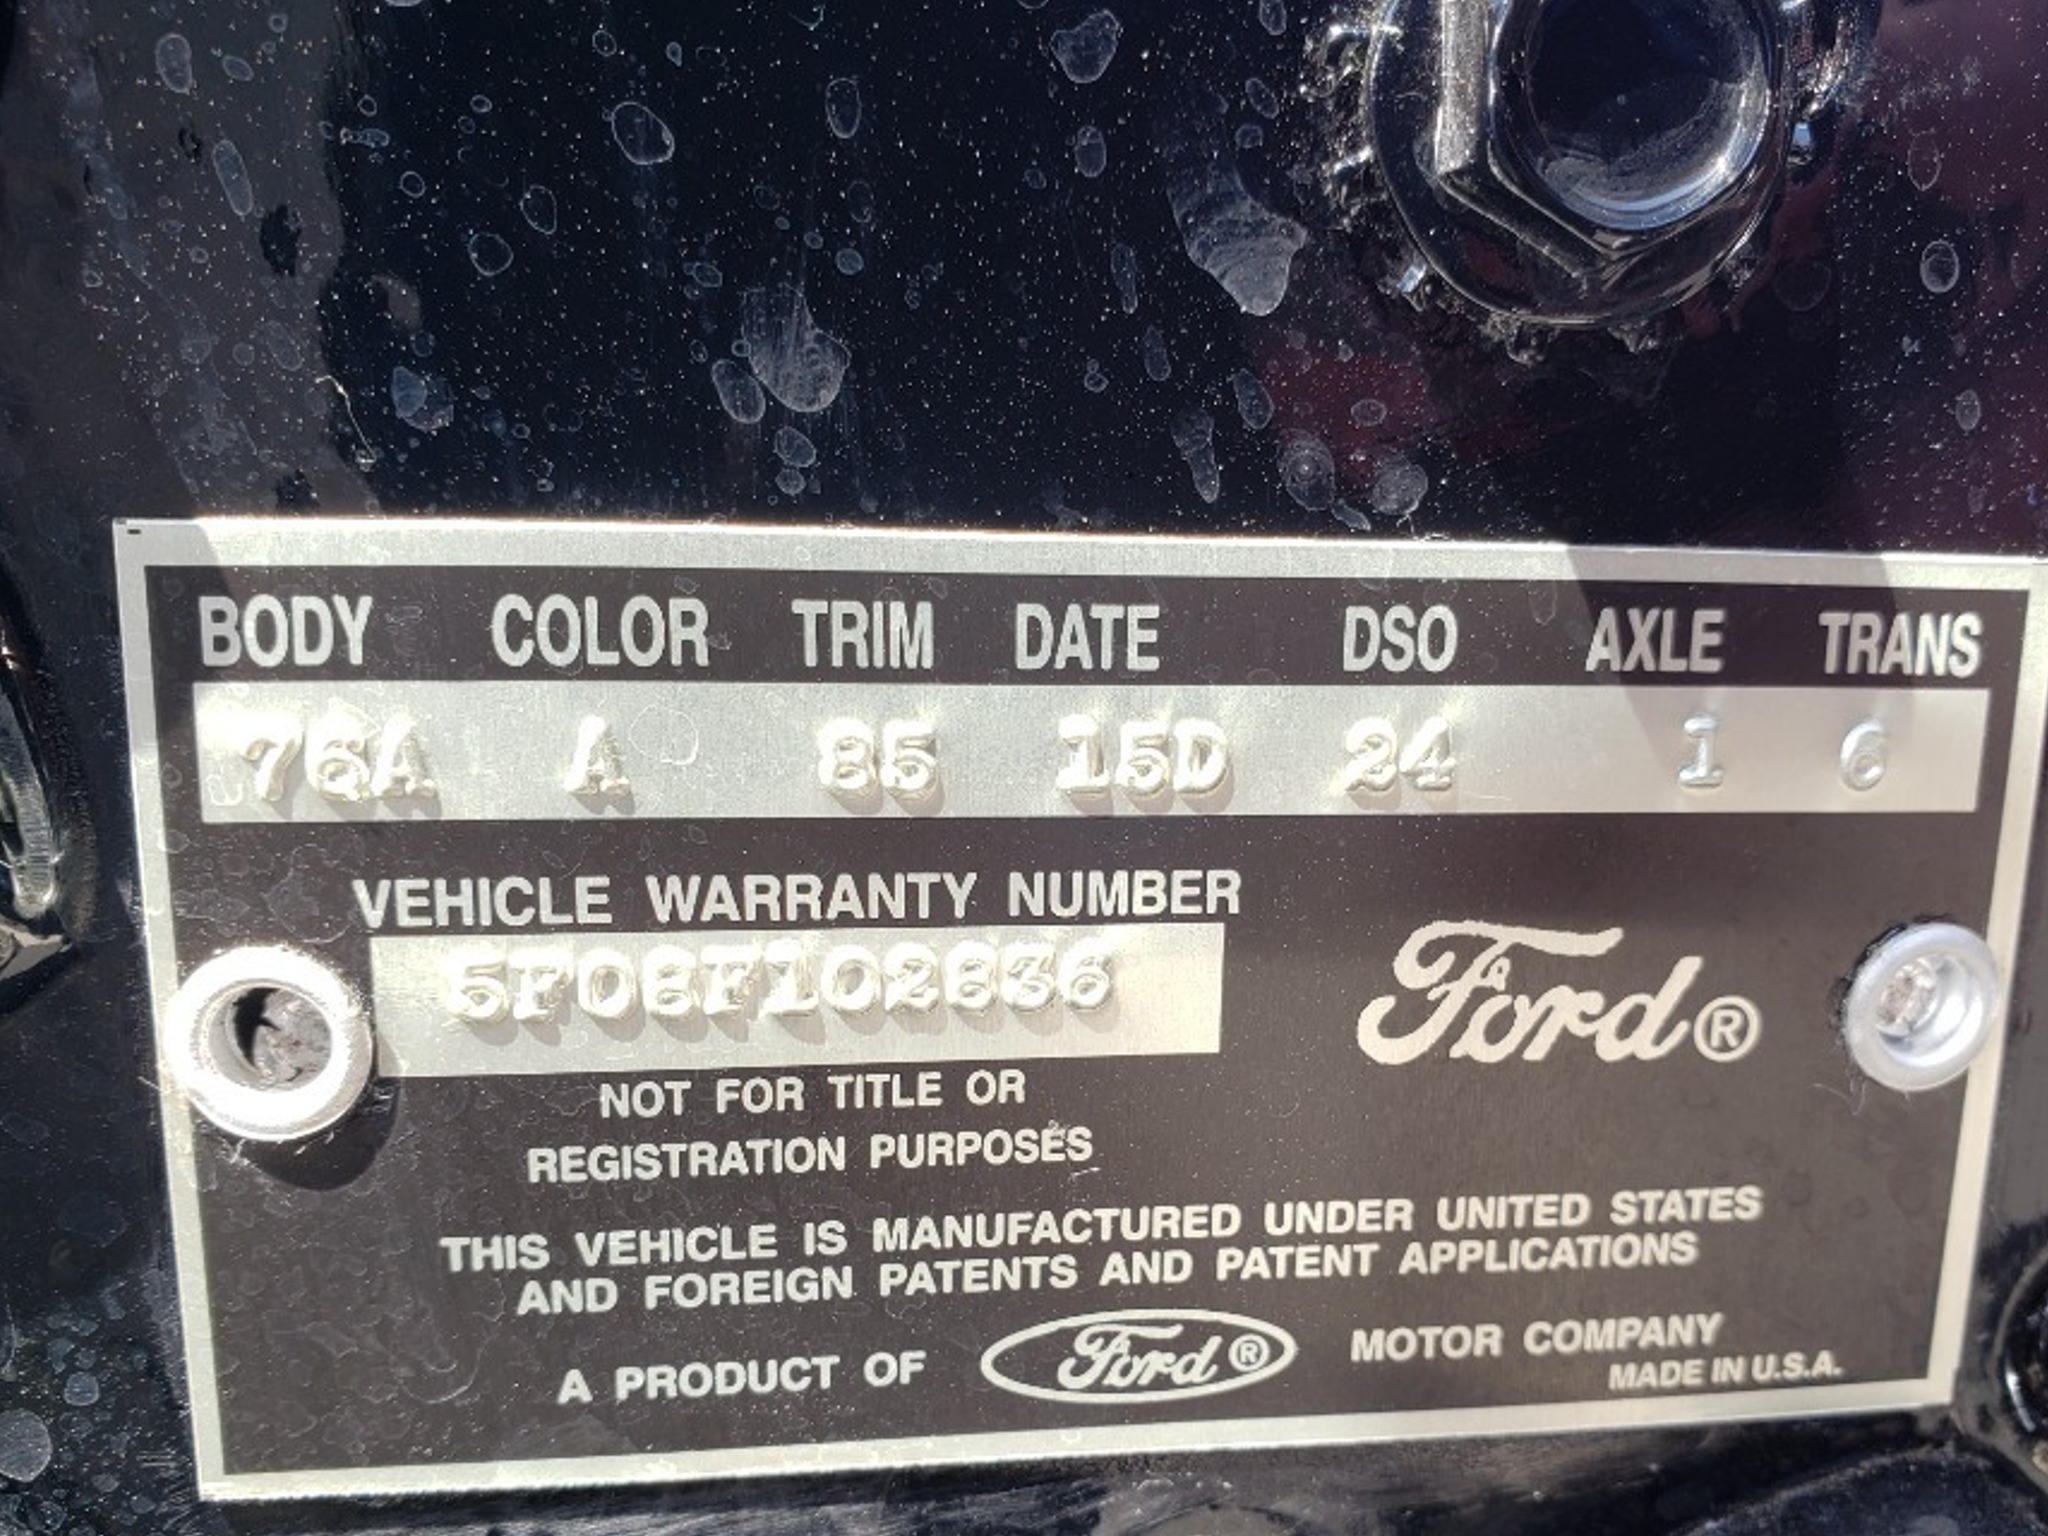 BODY COLOR TRIM DATE DSO AXLE TRANS
76A A 85 15D 24 1 6
VEHICLE WARRANTY NUMBER
5F08F102836
Ford®
NOT FOR TITLE OR
REGISTRATION PURPOSES
THIS VEHICLE IS MANUFACTURED UNDER UNITED STATES
AND FOREIGN PATENTS AND PATENT APPLICATIONS
A PRODUCT OF Ford® MOTOR COMPANY
MADE IN U.S.A.